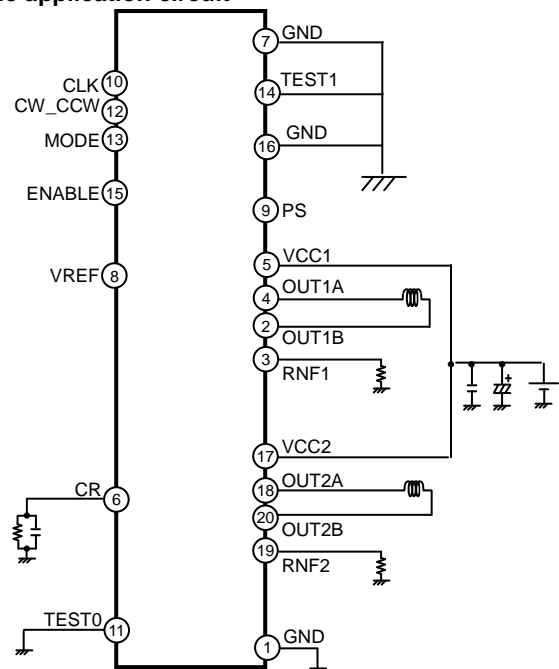 application circuit
7 GND
14 TEST1
16 GND
CLK 10
CW_CCW 12
MODE 13
ENABLE 15
9 PS
VREF 8
5 VCC1
4 OUT1A
2 OUT1B
3 RNF1
+
17 VCC2
18 OUT2A
20 OUT2B
19 RNF2
CR 6
TEST0 11
1 GND